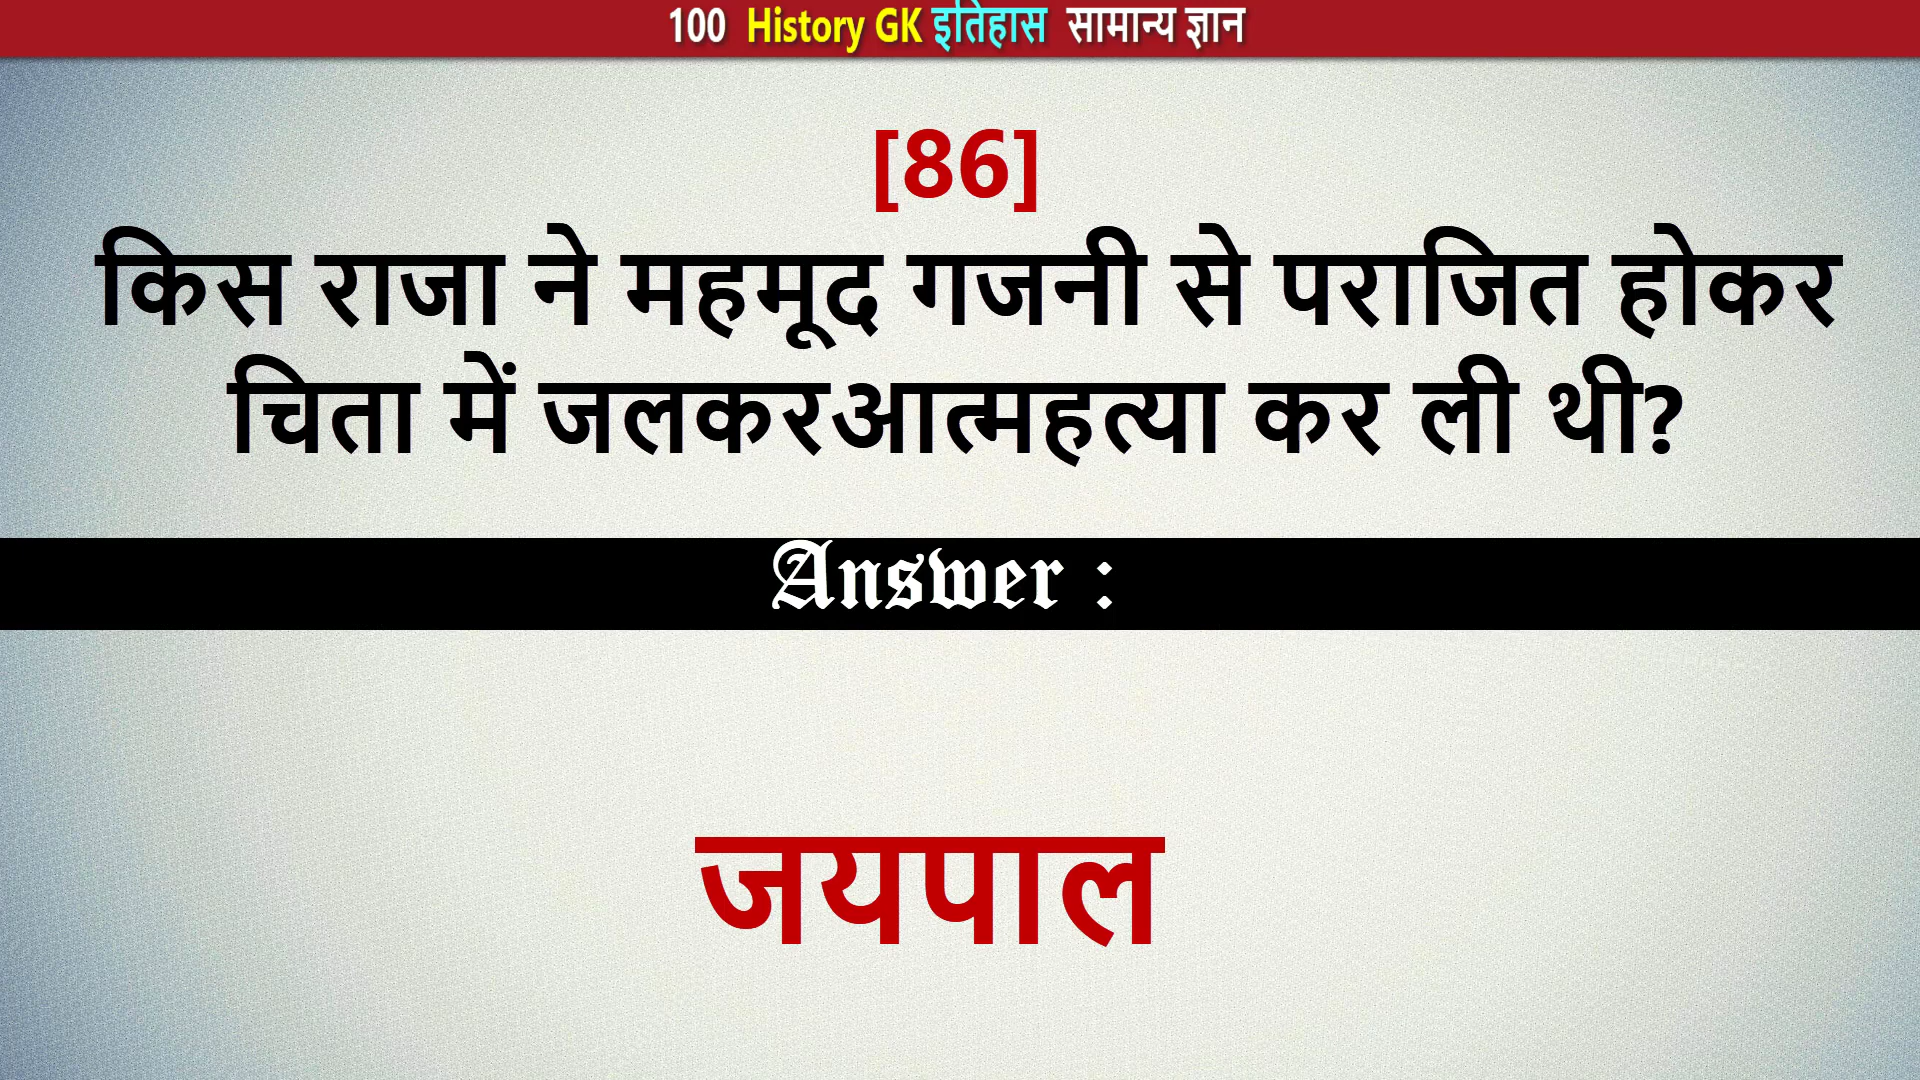 100 History GK इतिहास सामान्य ज्ञान
[86]
किस राजा ने महमूद गजनी से पराजित होकर
चिता में जलकरआत्महत्या कर ली थी?
Answer :
जयपाल